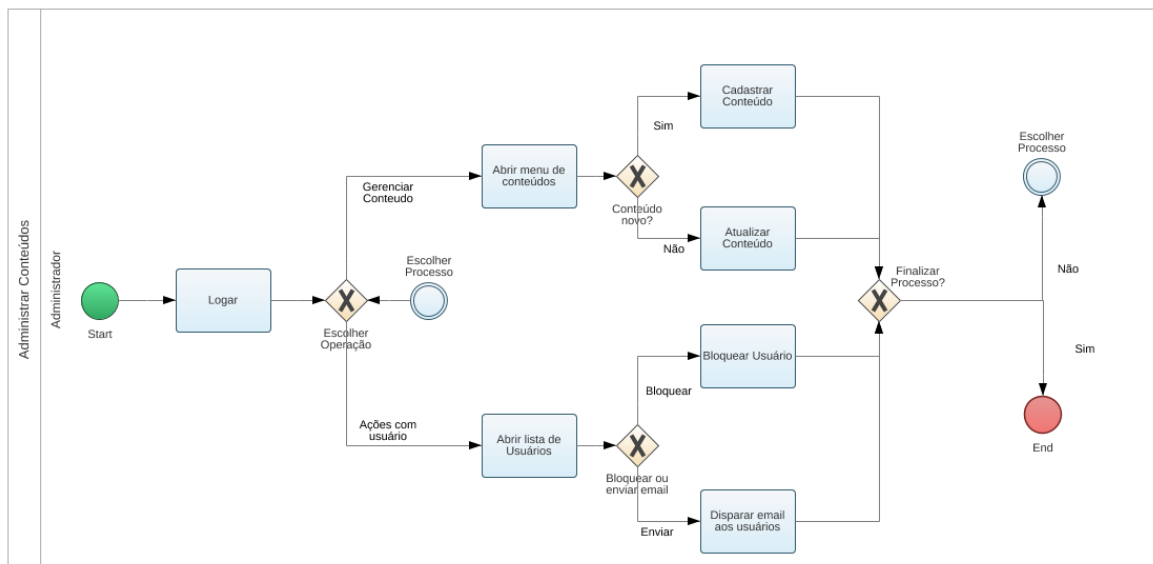 Administrar Conteúdos
Administrador
Start
Logar
Escolher
Operação
Escolher
Processo
Gerenciar
Conteudo
Abrir menu de
conteúdos
Conteúdo
novo?
Sim
Cadastrar
Conteúdo
Não
Atualizar
Conteúdo
Ações com
usuário
Abrir lista de
Usuários
Bloquear ou
enviar email
Bloquear
Bloquear Usuário
Enviar
Disparar email
aos usuários
Finalizar
Processo?
Não
Escolher
Processo
Sim
End